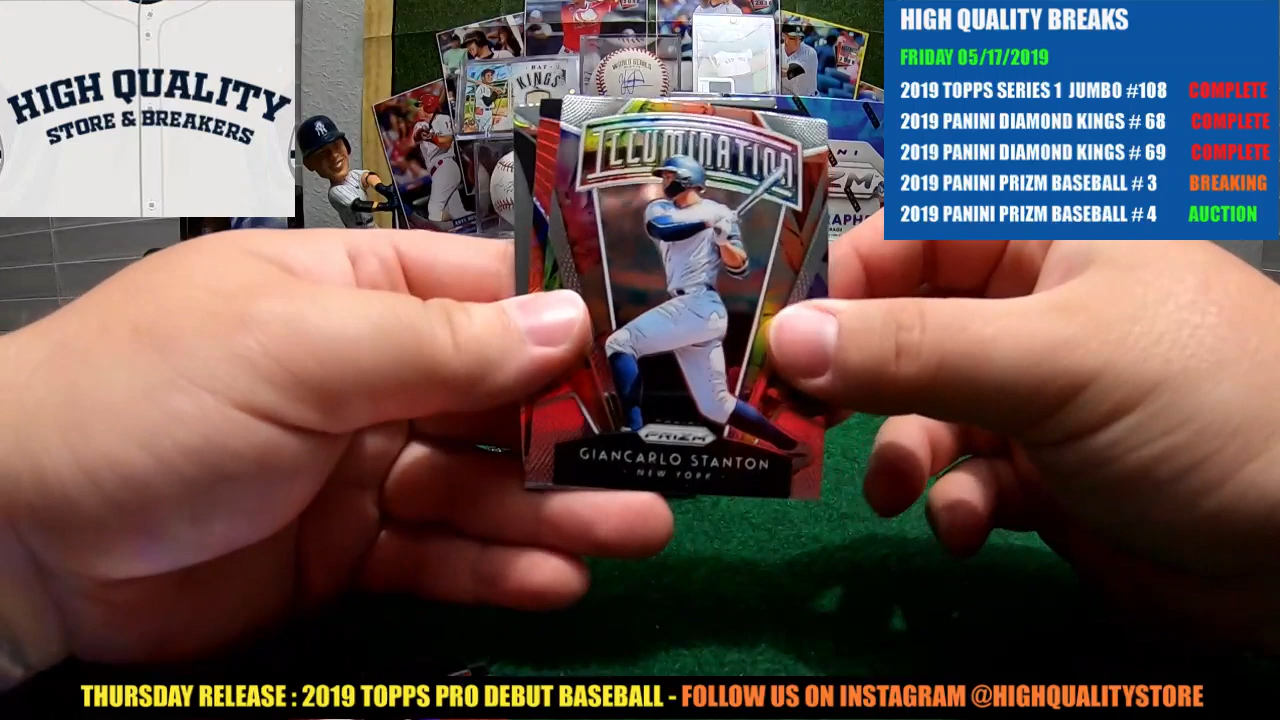 HIGH QUALITY
STORE & BREAKERS
HIGH QUALITY BREAKS
FRIDAY 05/17/2019
2019 TOPPS SERIES 1 JUMBO #108 COMPLETE
2019 PANINI DIAMOND KINGS # 68 COMPLETE
2019 PANINI DIAMOND KINGS # 69 COMPLETE
2019 PANINI PRIZM BASEBALL # 3 BREAKING
2019 PANINI PRIZM BASEBALL # 4 AUCTION
KINGS
ILLUMINATION
PRIZM
GIANCARLO STANTON
NEW YORK
THURSDAY RELEASE : 2019 TOPPS PRO DEBUT BASEBALL - FOLLOW US ON INSTAGRAM @HIGHQUALITYSTORE